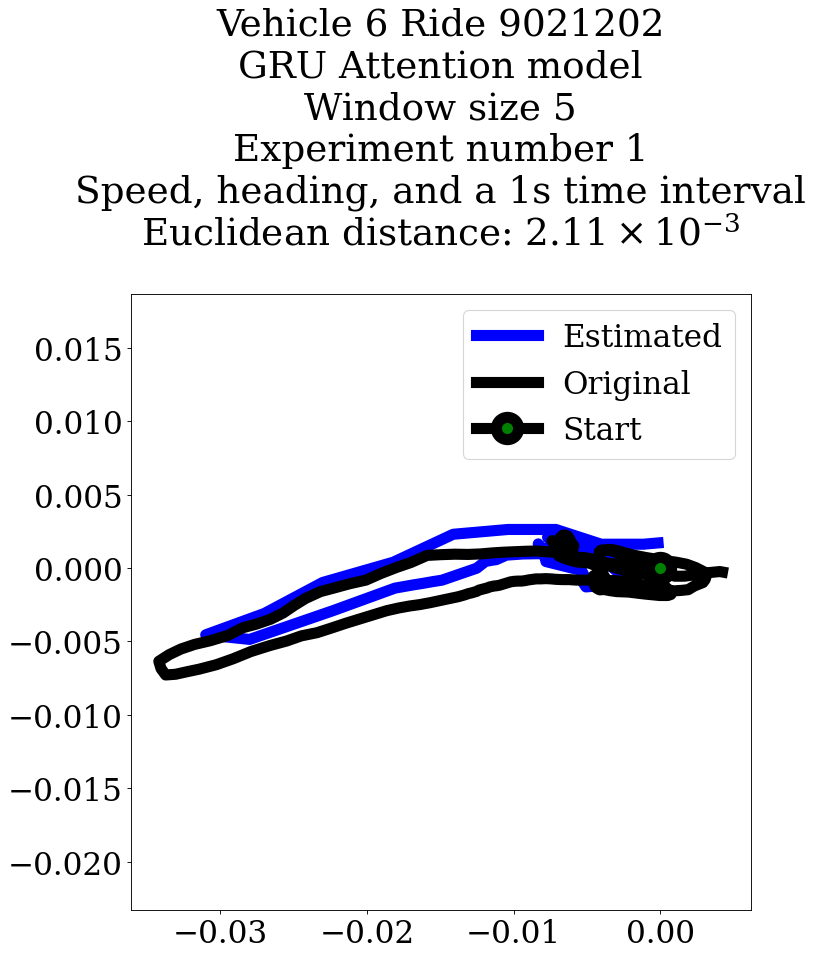 Vehicle 6 Ride 9021202
GRU Attention model
Window size 5
Experiment number 1
Speed, heading, and a 1s time interval
Euclidean distance: 2.11 × 10⁻³
Estimated
Original
Start
0.015
0.010
0.005
0.000
−0.005
−0.010
−0.015
−0.020
−0.03 −0.02 −0.01 0.00